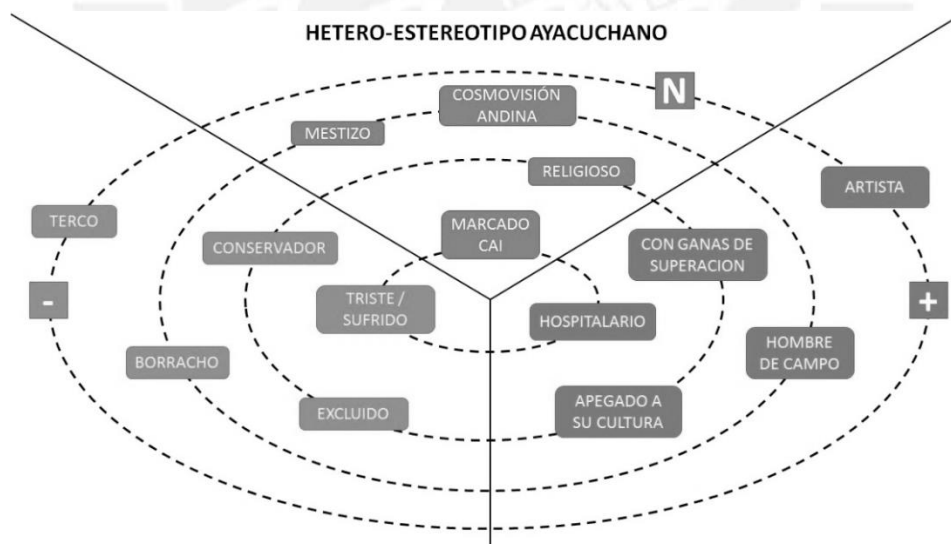 HETERO-ESTEREOTIPO AYACUCHANO
N
COSMOVISIÓN
ANDINA
MESTIZO
RELIGIOSO
ARTISTA
TERCO
MARCADO
CAI
CONSERVADOR
CON GANAS DE
SUPERACION
-
TRISTE /
SUFRIDO
HOSPITALARIO
+
BORRACHO
HOMBRE
DE CAMPO
EXCLUIDO
APEGADO A
SU CULTURA